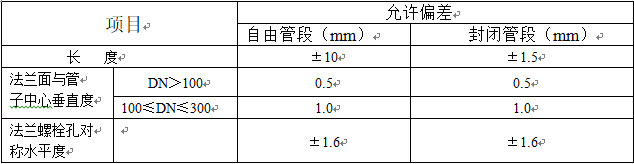 项目 允许偏差
自由管段（mm） 封闭管段（mm）
长 度 ±10 ±1.5
法兰面与管 DN＞100 0.5 0.5
子中心垂直度 100≤DN≤300 1.0 1.0
法兰螺栓孔对
称水平度 ±1.6 ±1.6